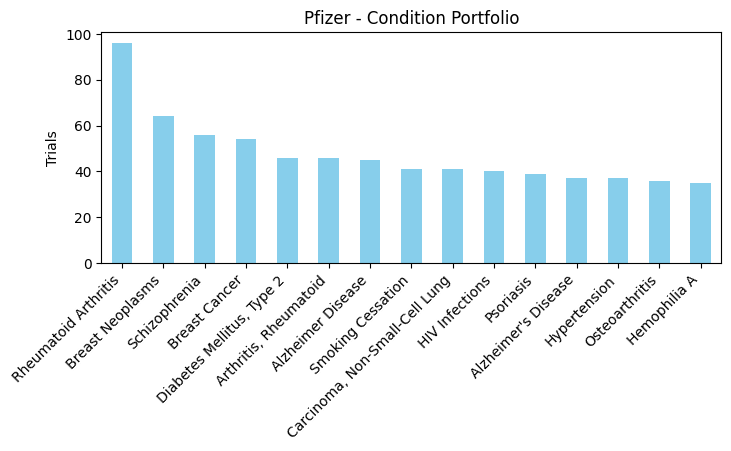 Pfizer - Condition Portfolio
Trials
100
80
60
40
20
0
Rheumatoid Arthritis
Breast Neoplasms
Schizophrenia
Breast Cancer
Diabetes Mellitus, Type 2
Arthritis, Rheumatoid
Alzheimer Disease
Smoking Cessation
Carcinoma, Non-Small-Cell Lung
HIV Infections
Psoriasis
Alzheimer's Disease
Hypertension
Osteoarthritis
Hemophilia A